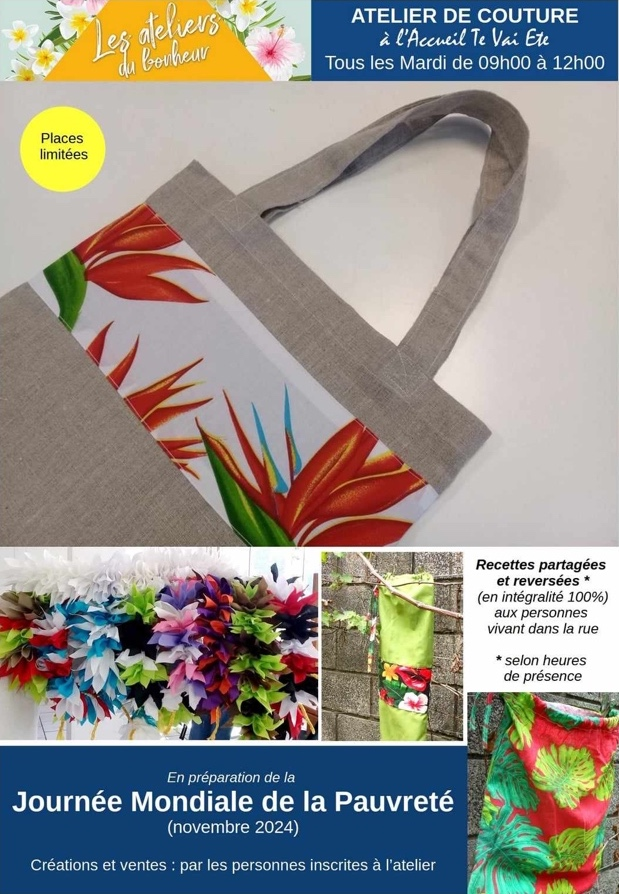 Les ateliers
du bonheur
ATELIER DE COUTURE
à l'Accueil Te Vai Ete
Tous les Mardi de 09h00 à 12h00
Places
limitées
Recettes partagées
et reversées *
(en intégralité 100%)
aux personnes
vivant dans la rue
* selon heures
de présence
En préparation de la
Journée Mondiale de la Pauvreté
(novembre 2024)
Créations et ventes : par les personnes inscrites à l'atelier